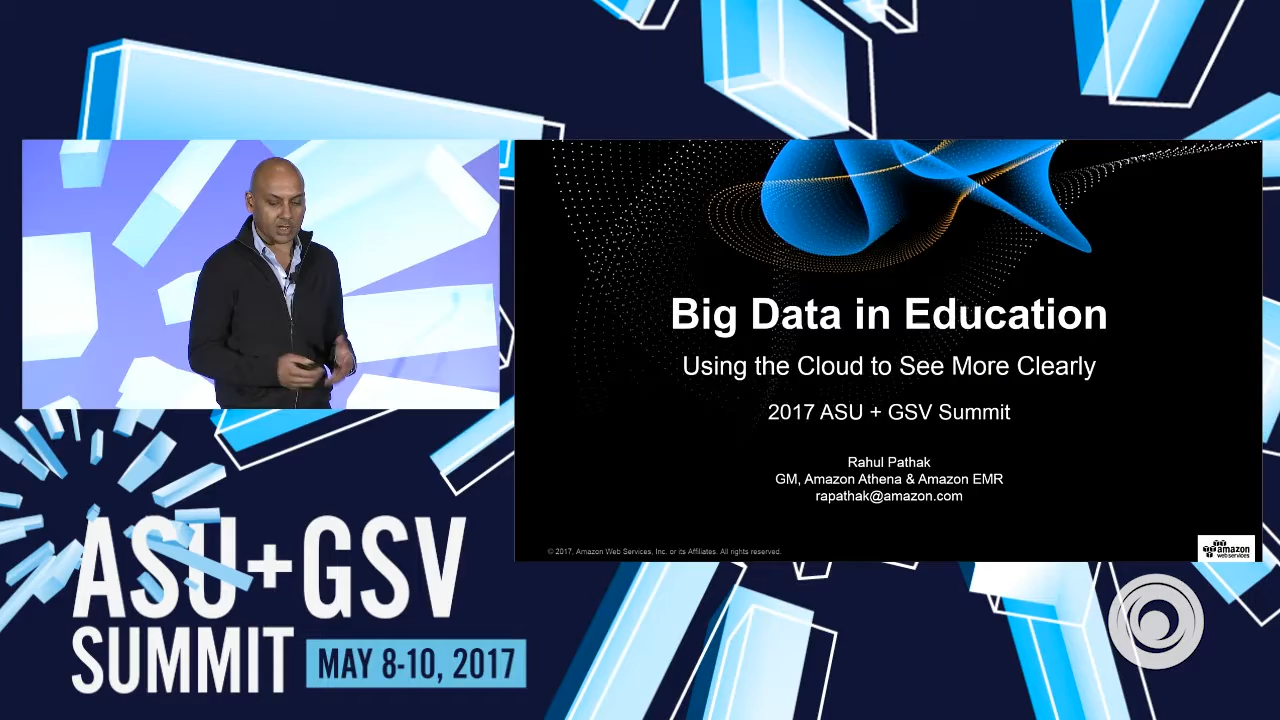 Big Data in Education
Using the Cloud to See More Clearly
2017 ASU + GSV Summit
Rahul Pathak
GM, Amazon Athena & Amazon EMR
rapathak@amazon.com
© 2017, Amazon Web Services, Inc. or its Affiliates. All rights reserved.
amazon
web services
ASU+GSV
SUMMIT
MAY 8-10, 2017